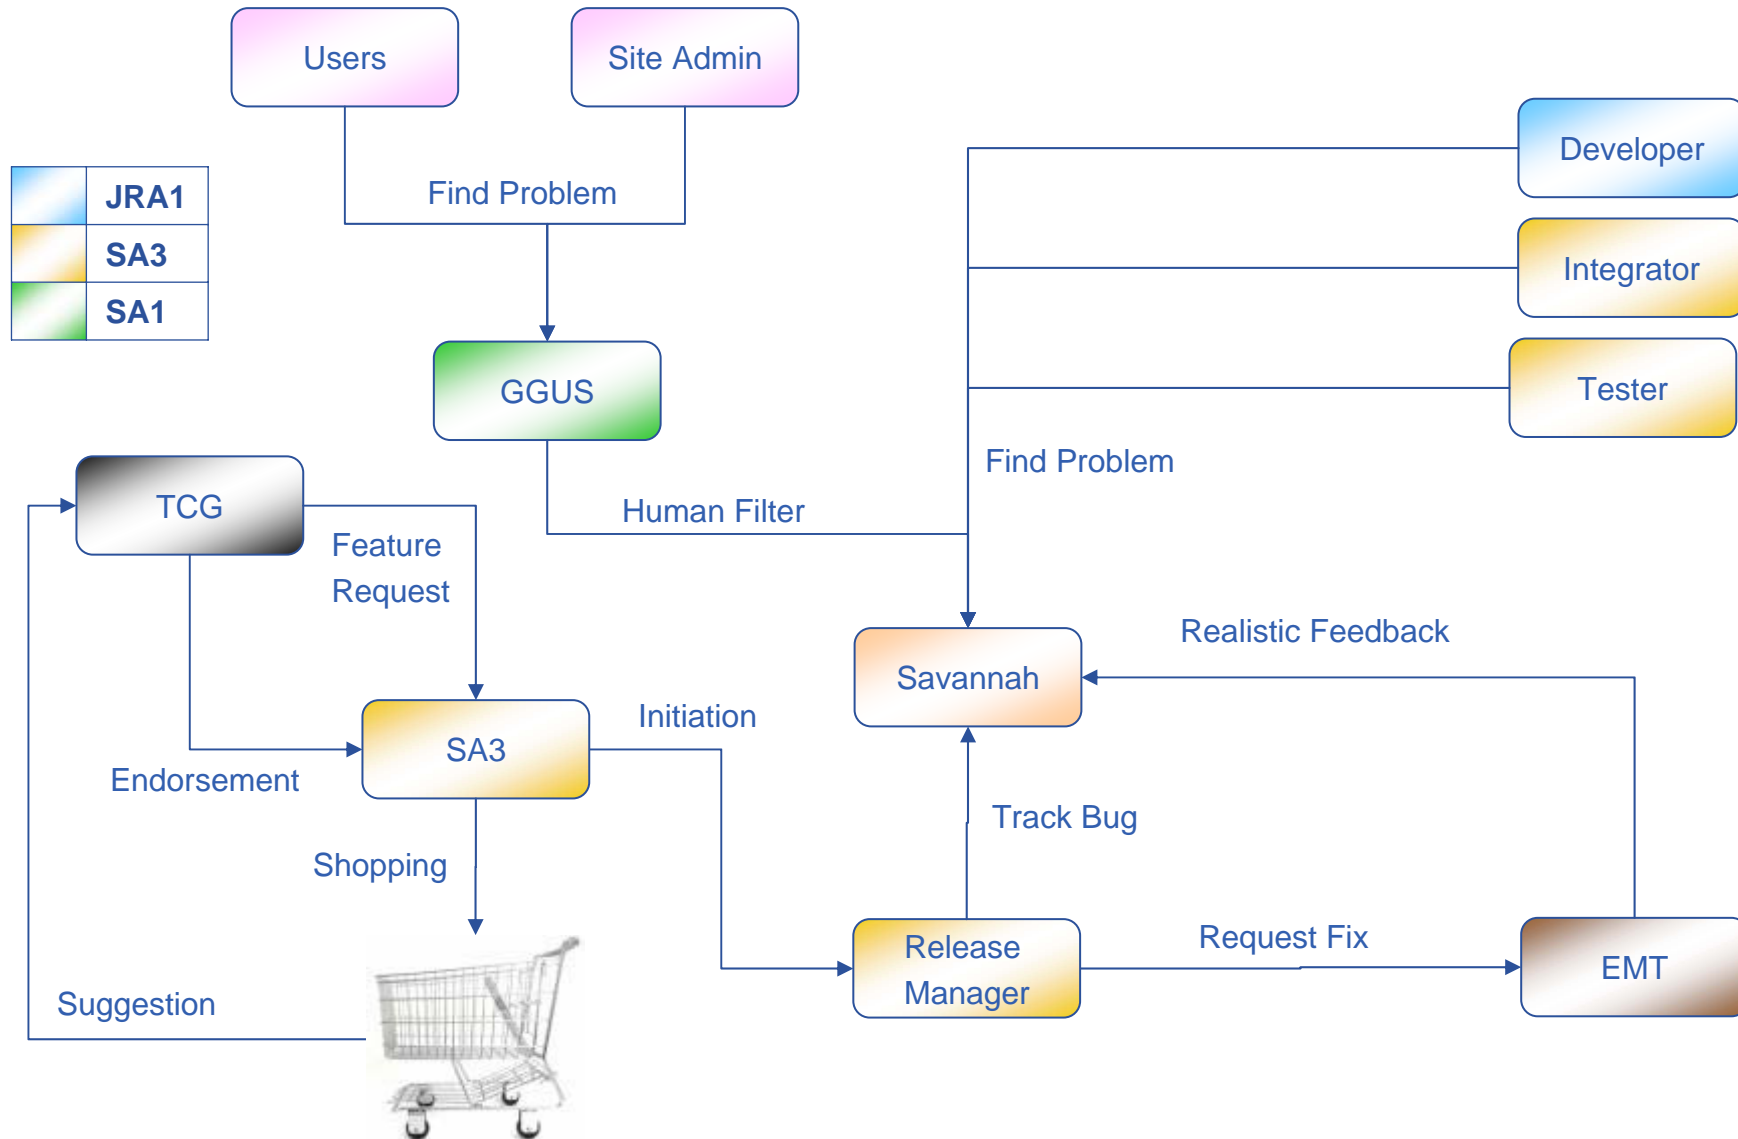 Users
Site Admin
Developer
JRA1
Find Problem
SA3
Integrator
SA1
GGUS
Tester
Find Problem
TCG
Human Filter
Feature
Request
Realistic Feedback
Savannah
Initiation
SA3
Endorsement
Track Bug
Shopping
Release
Manager
Request Fix
EMT
Suggestion